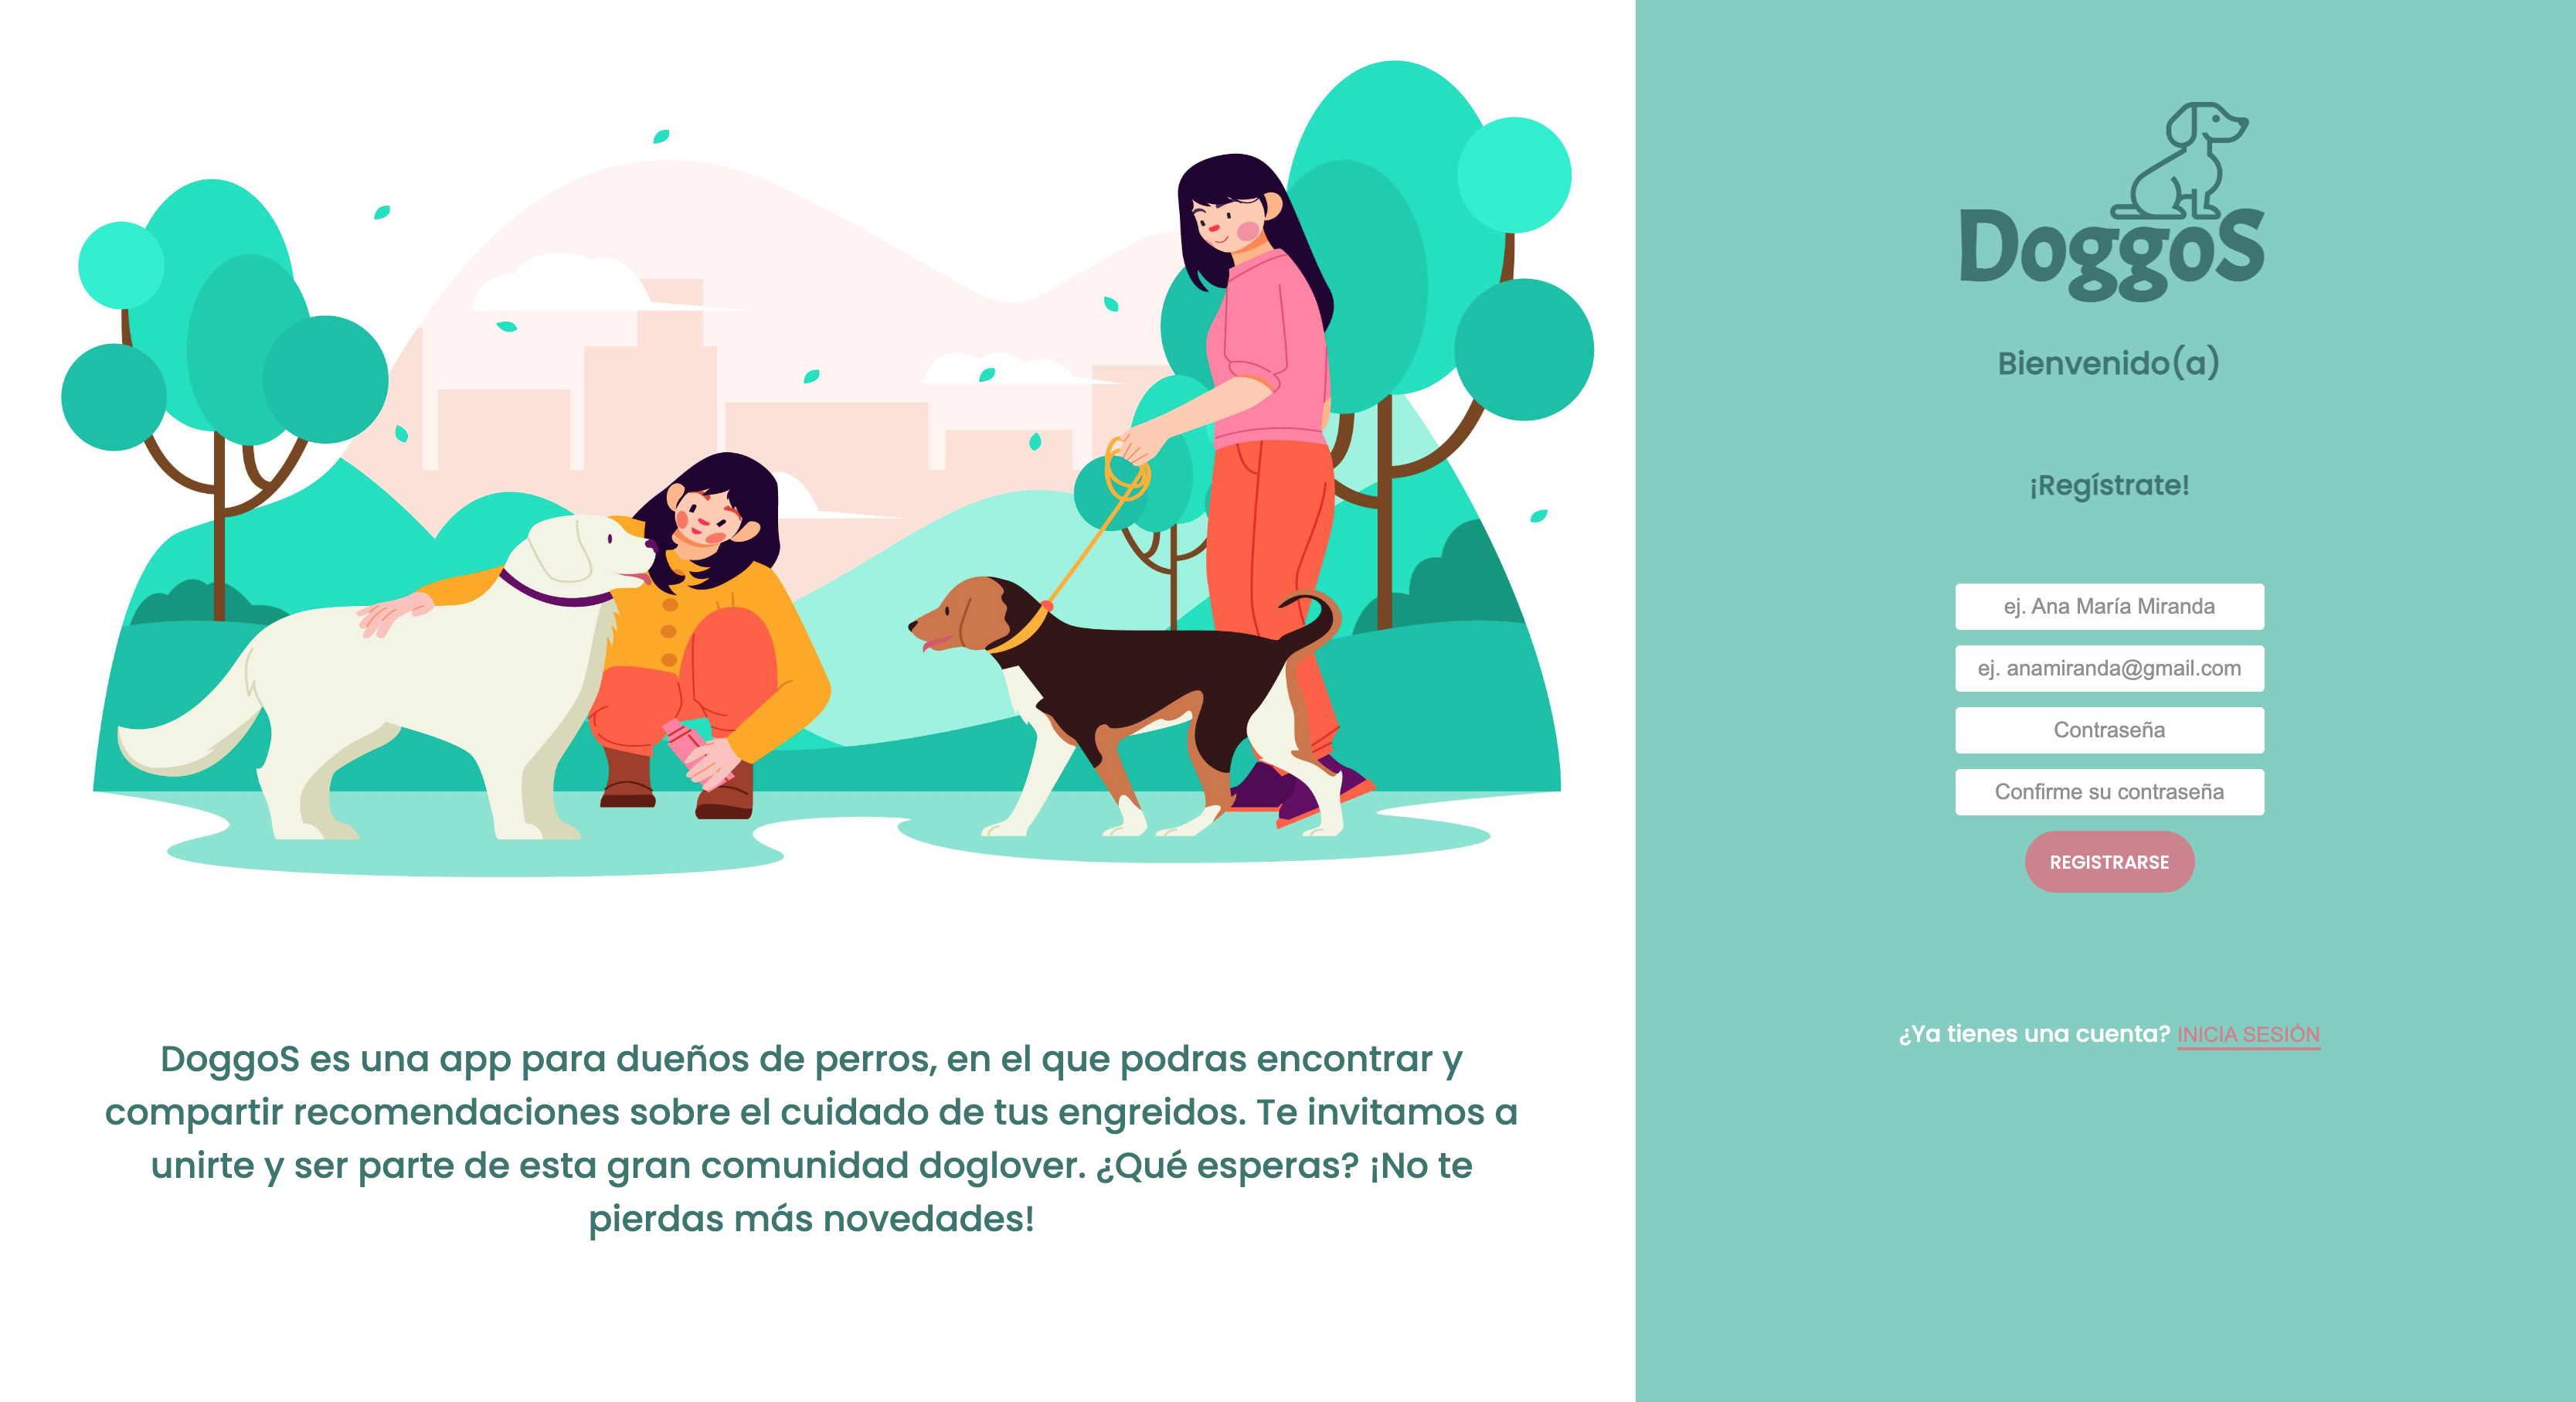 DoggoS
Bienvenido(a)
¡Regístrate!
ej. Ana María Miranda
ej. anamiranda@gmail.com
Contraseña
Confirme su contraseña
REGISTRARSE
¿Ya tienes una cuenta? INICIA SESIÓN
DoggoS es una app para dueños de perros, en el que podras encontrar y
compartir recomendaciones sobre el cuidado de tus engreidos. Te invitamos a
unirte y ser parte de esta gran comunidad doglover. ¿Qué esperas? ¡No te
pierdas más novedades!